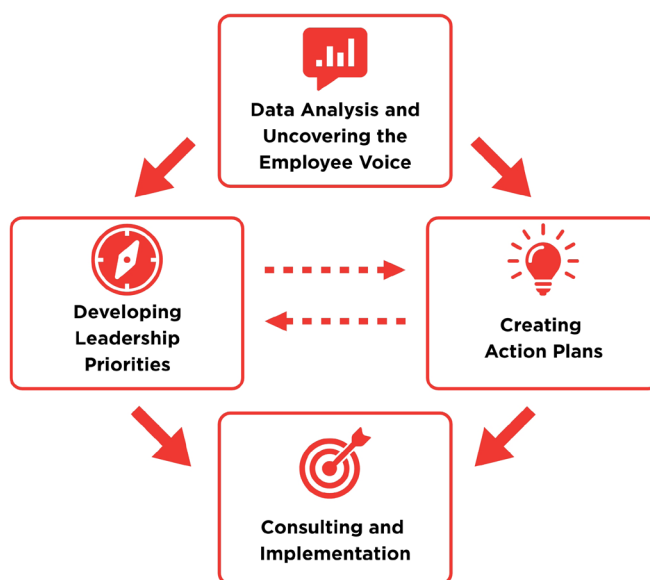 Data Analysis and
Uncovering the
Employee Voice
Developing
Leadership
Priorities
Creating
Action Plans
Consulting and
Implementation